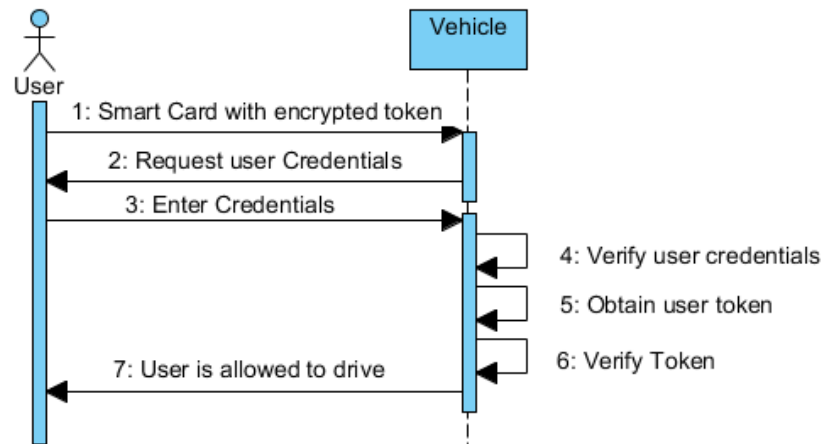 Vehicle
User
1: Smart Card with encrypted token
2: Request user Credentials
3: Enter Credentials
4: Verify user credentials
5: Obtain user token
6: Verify Token
7: User is allowed to drive